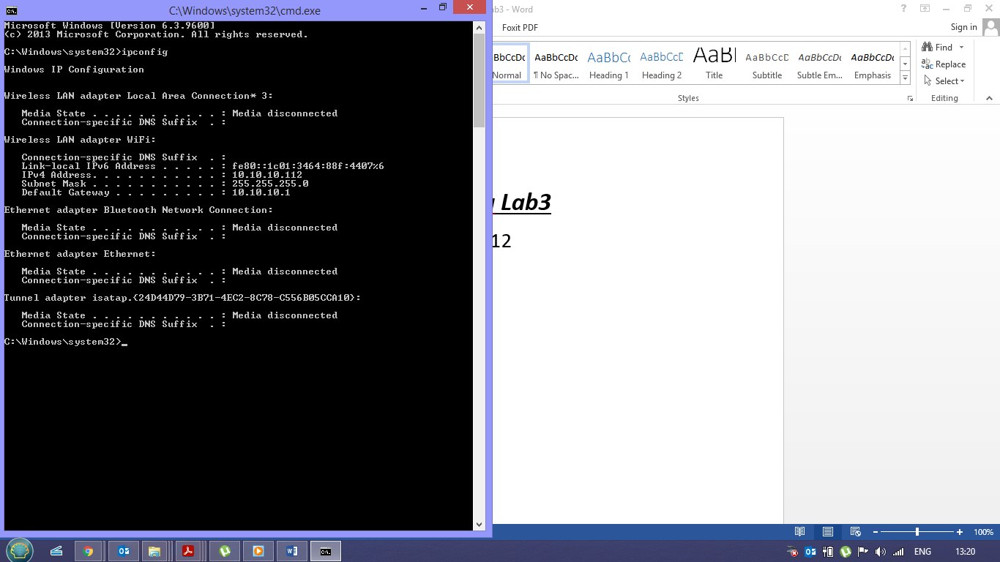 C:\Windows\system32\cmd.exe
Microsoft Windows [Version 6.3.9600]
(c) 2013 Microsoft Corporation. All rights reserved.
C:\Windows\system32>ipconfig
Windows IP Configuration
Wireless LAN adapter Local Area Connection* 3:
Media State . . . . . . . . . . . : Media disconnected
Connection-specific DNS Suffix  . :
Wireless LAN adapter WiFi:
Connection-specific DNS Suffix  . :
Link-local IPv6 Address . . . . . : fe80::1c01:3464:88f:4407%6
IPv4 Address. . . . . . . . . . . : 10.10.10.112
Subnet Mask . . . . . . . . . . . : 255.255.255.0
Default Gateway . . . . . . . . . : 10.10.10.1
Ethernet adapter Bluetooth Network Connection:
Media State . . . . . . . . . . . : Media disconnected
Connection-specific DNS Suffix  . :
Ethernet adapter Ethernet:
Media State . . . . . . . . . . . : Media disconnected
Connection-specific DNS Suffix  . :
Tunnel adapter isatap.{24D44D79-3B71-4EC2-8C78-C556B05CCA10}:
Media State . . . . . . . . . . . : Media disconnected
Connection-specific DNS Suffix  . :
C:\Windows\system32>_
b3 - Word
Foxit PDF
Sign in
BbCcDc AaBbCcDc AaBbCc AaBbCcD AaB AaBbCcD AaBbCcDc AaBbCcDc
Normal ¶ No Spac... Heading 1 Heading 2 Title Subtitle Subtle Em... Emphasis
Styles
Find
Replace
Select
Editing
Lab3
12
100%
ENG 13:20